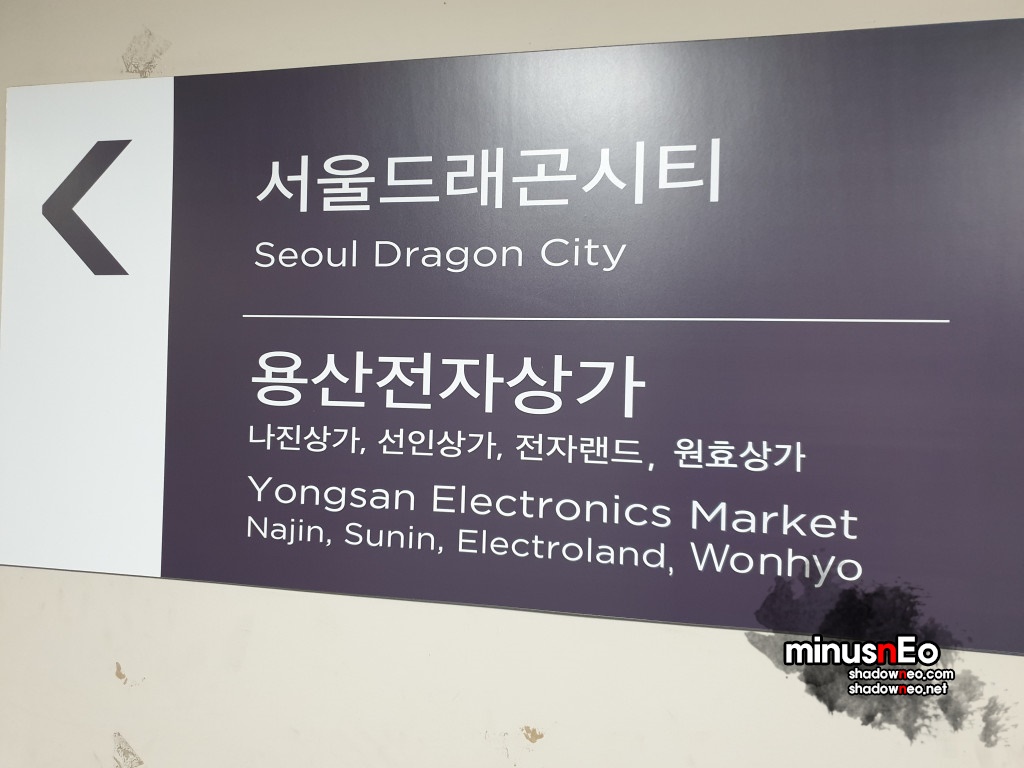 서울드래곤시티
Seoul Dragon City
용산전자상가
나진상가, 선인상가, 전자랜드, 원효상가
Yongsan Electronics Market
Najin, Sunin, Electroland, Wonhyo
minusnEo
shadowneo.com
shadowneo.net